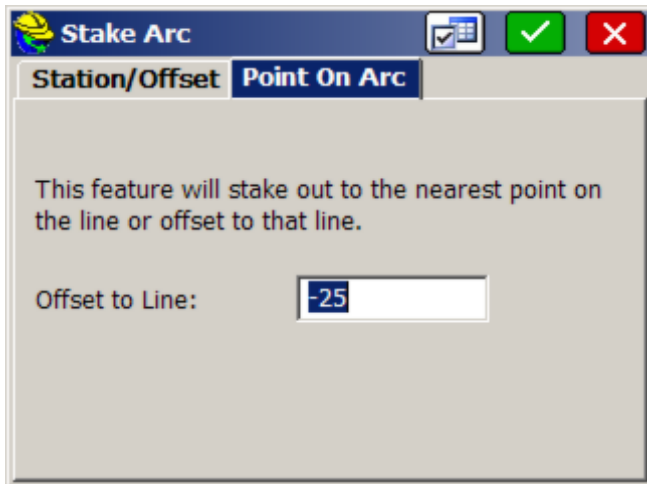 Stake Arc
Station/Offset Point On Arc
This feature will stake out to the nearest point on
the line or offset to that line.
Offset to Line: -25